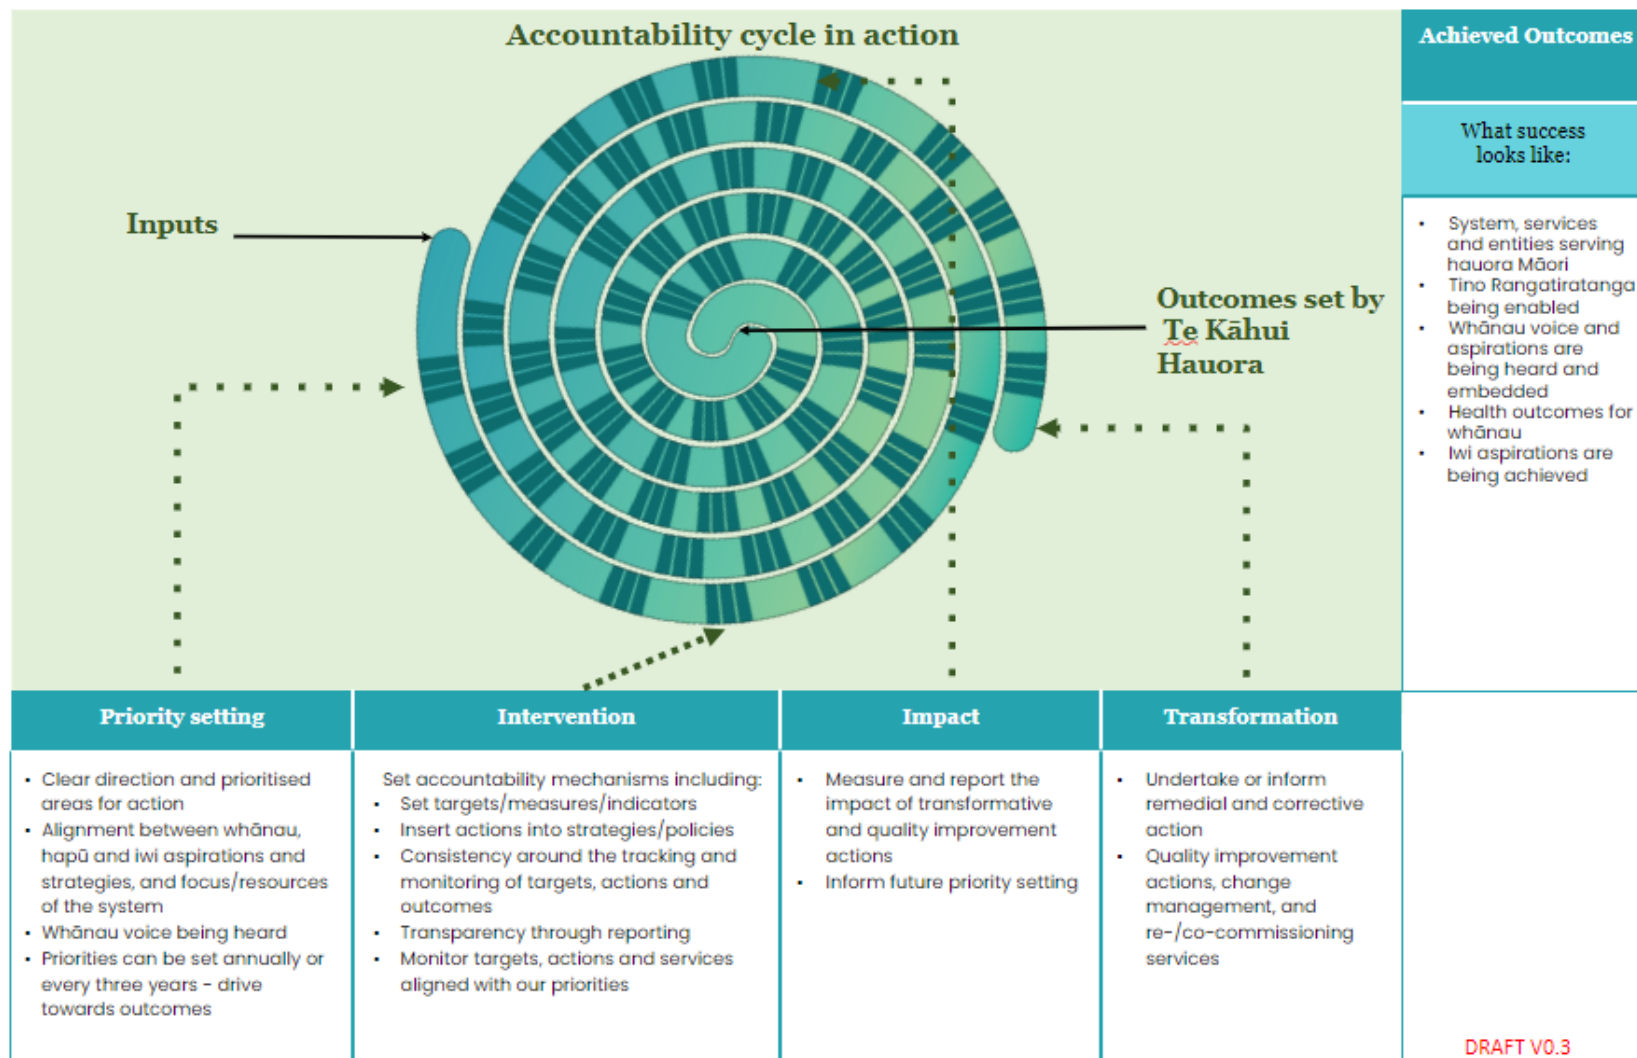 Accountability cycle in action
Inputs
Outcomes set by
Te Kāhui
Hauora
Achieved Outcomes
What success
looks like:
• System, services
and entities serving
hauora Māori
• Tino Rangatiratanga
being enabled
• Whānau voice and
aspirations are
being heard and
embedded
• Health outcomes for
whānau
• Iwi aspirations are
being achieved
Priority setting
• Clear direction and prioritised
areas for action
• Alignment between whānau,
hapū and iwi aspirations and
strategies, and focus/resources
of the system
• Whānau voice being heard
• Priorities can be set annually or
every three years - drive
towards outcomes
Intervention
Set accountability mechanisms including:
• Set targets/measures/indicators
• Insert actions into strategies/policies
• Consistency around the tracking and
monitoring of targets, actions and
outcomes
• Transparency through reporting
• Monitor targets, actions and services
aligned with our priorities
Impact
• Measure and report the
impact of transformative
and quality improvement
actions
• Inform future priority setting
Transformation
• Undertake or inform
remedial and corrective
action
• Quality improvement
actions, change
management, and
re-/co-commissioning
services
DRAFT V0.3